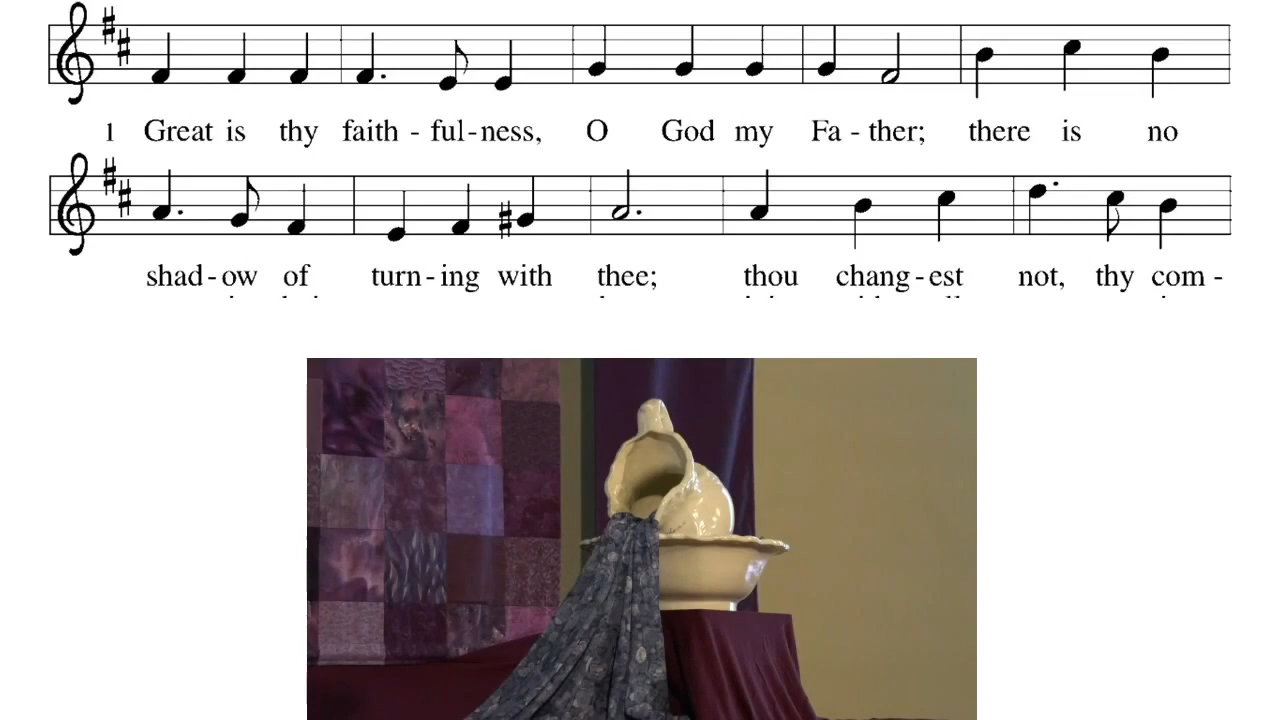 1 Great is thy faith - ful - ness, O God my Fa - ther; there is no
shad - ow of turn - ing with thee; thou chang - est not, thy com -